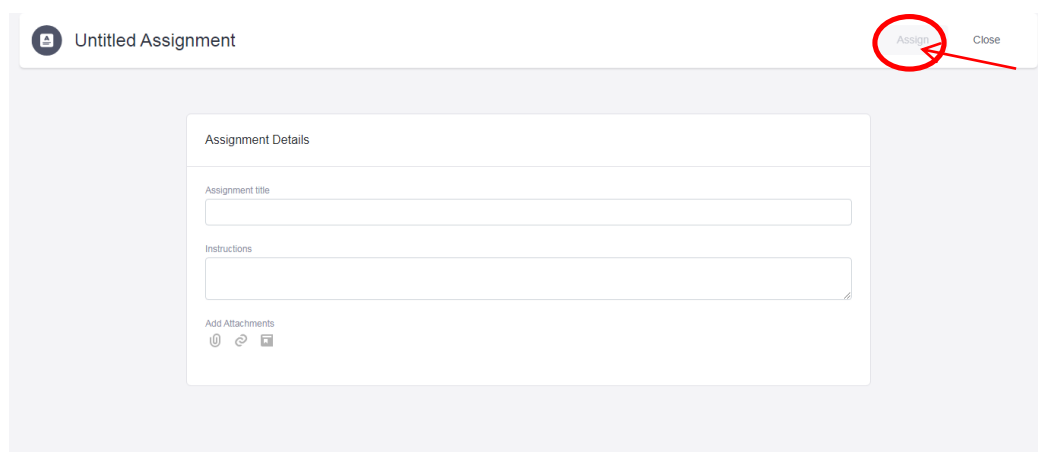 Untitled Assignment
Assign
Close
Assignment Details
Assignment title
Instructions
Add Attachments